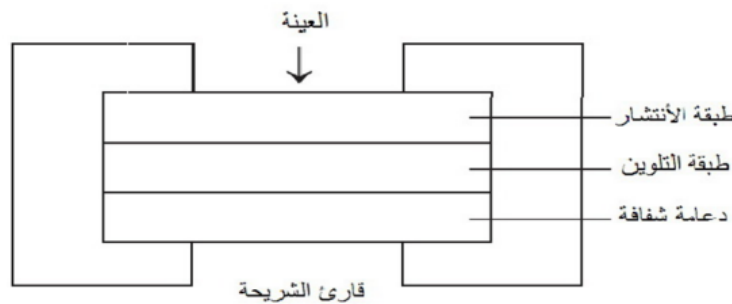 العينة
طبقة الأنتشار
طبقة التلوين
دعامة شفافة
قارئ الشريحة